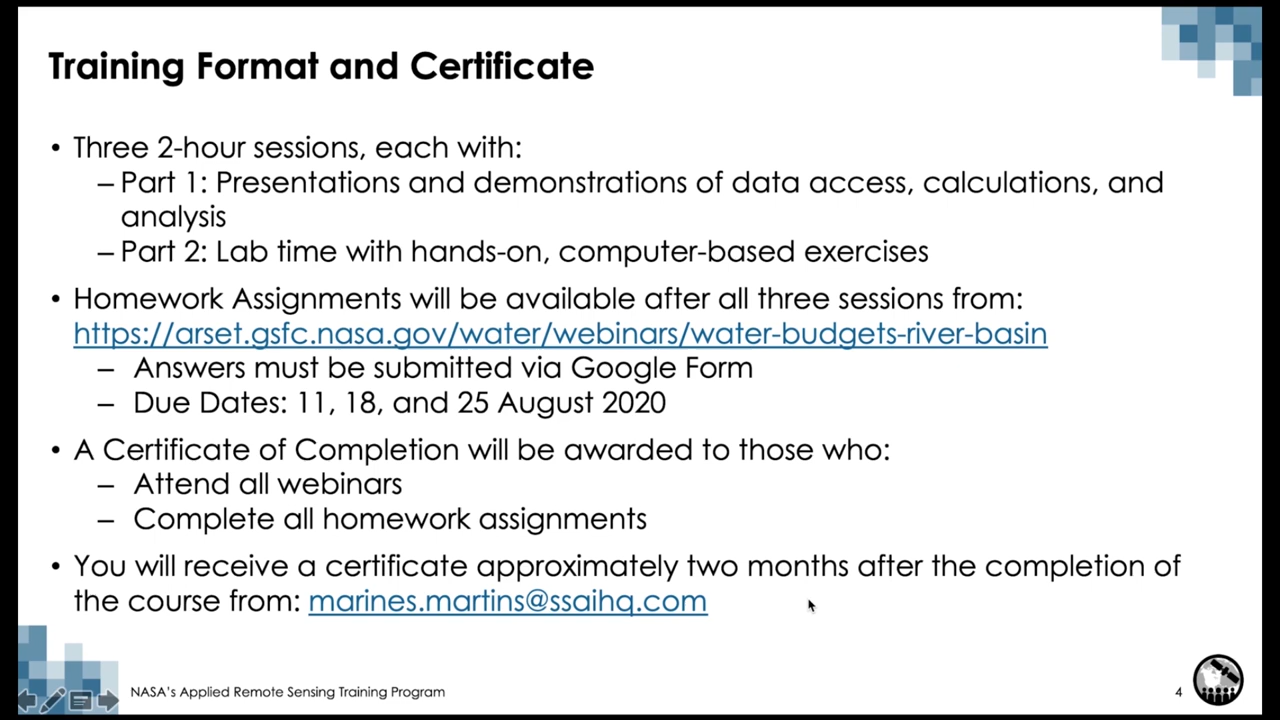 Training Format and Certificate
• Three 2-hour sessions, each with:
– Part 1: Presentations and demonstrations of data access, calculations, and
analysis
– Part 2: Lab time with hands-on, computer-based exercises
• Homework Assignments will be available after all three sessions from:
https://arset.gsfc.nasa.gov/water/webinars/water-budgets-river-basin
– Answers must be submitted via Google Form
– Due Dates: 11, 18, and 25 August 2020
• A Certificate of Completion will be awarded to those who:
– Attend all webinars
– Complete all homework assignments
• You will receive a certificate approximately two months after the completion of
the course from: marines.martins@ssaihq.com
NASA's Applied Remote Sensing Training Program
4